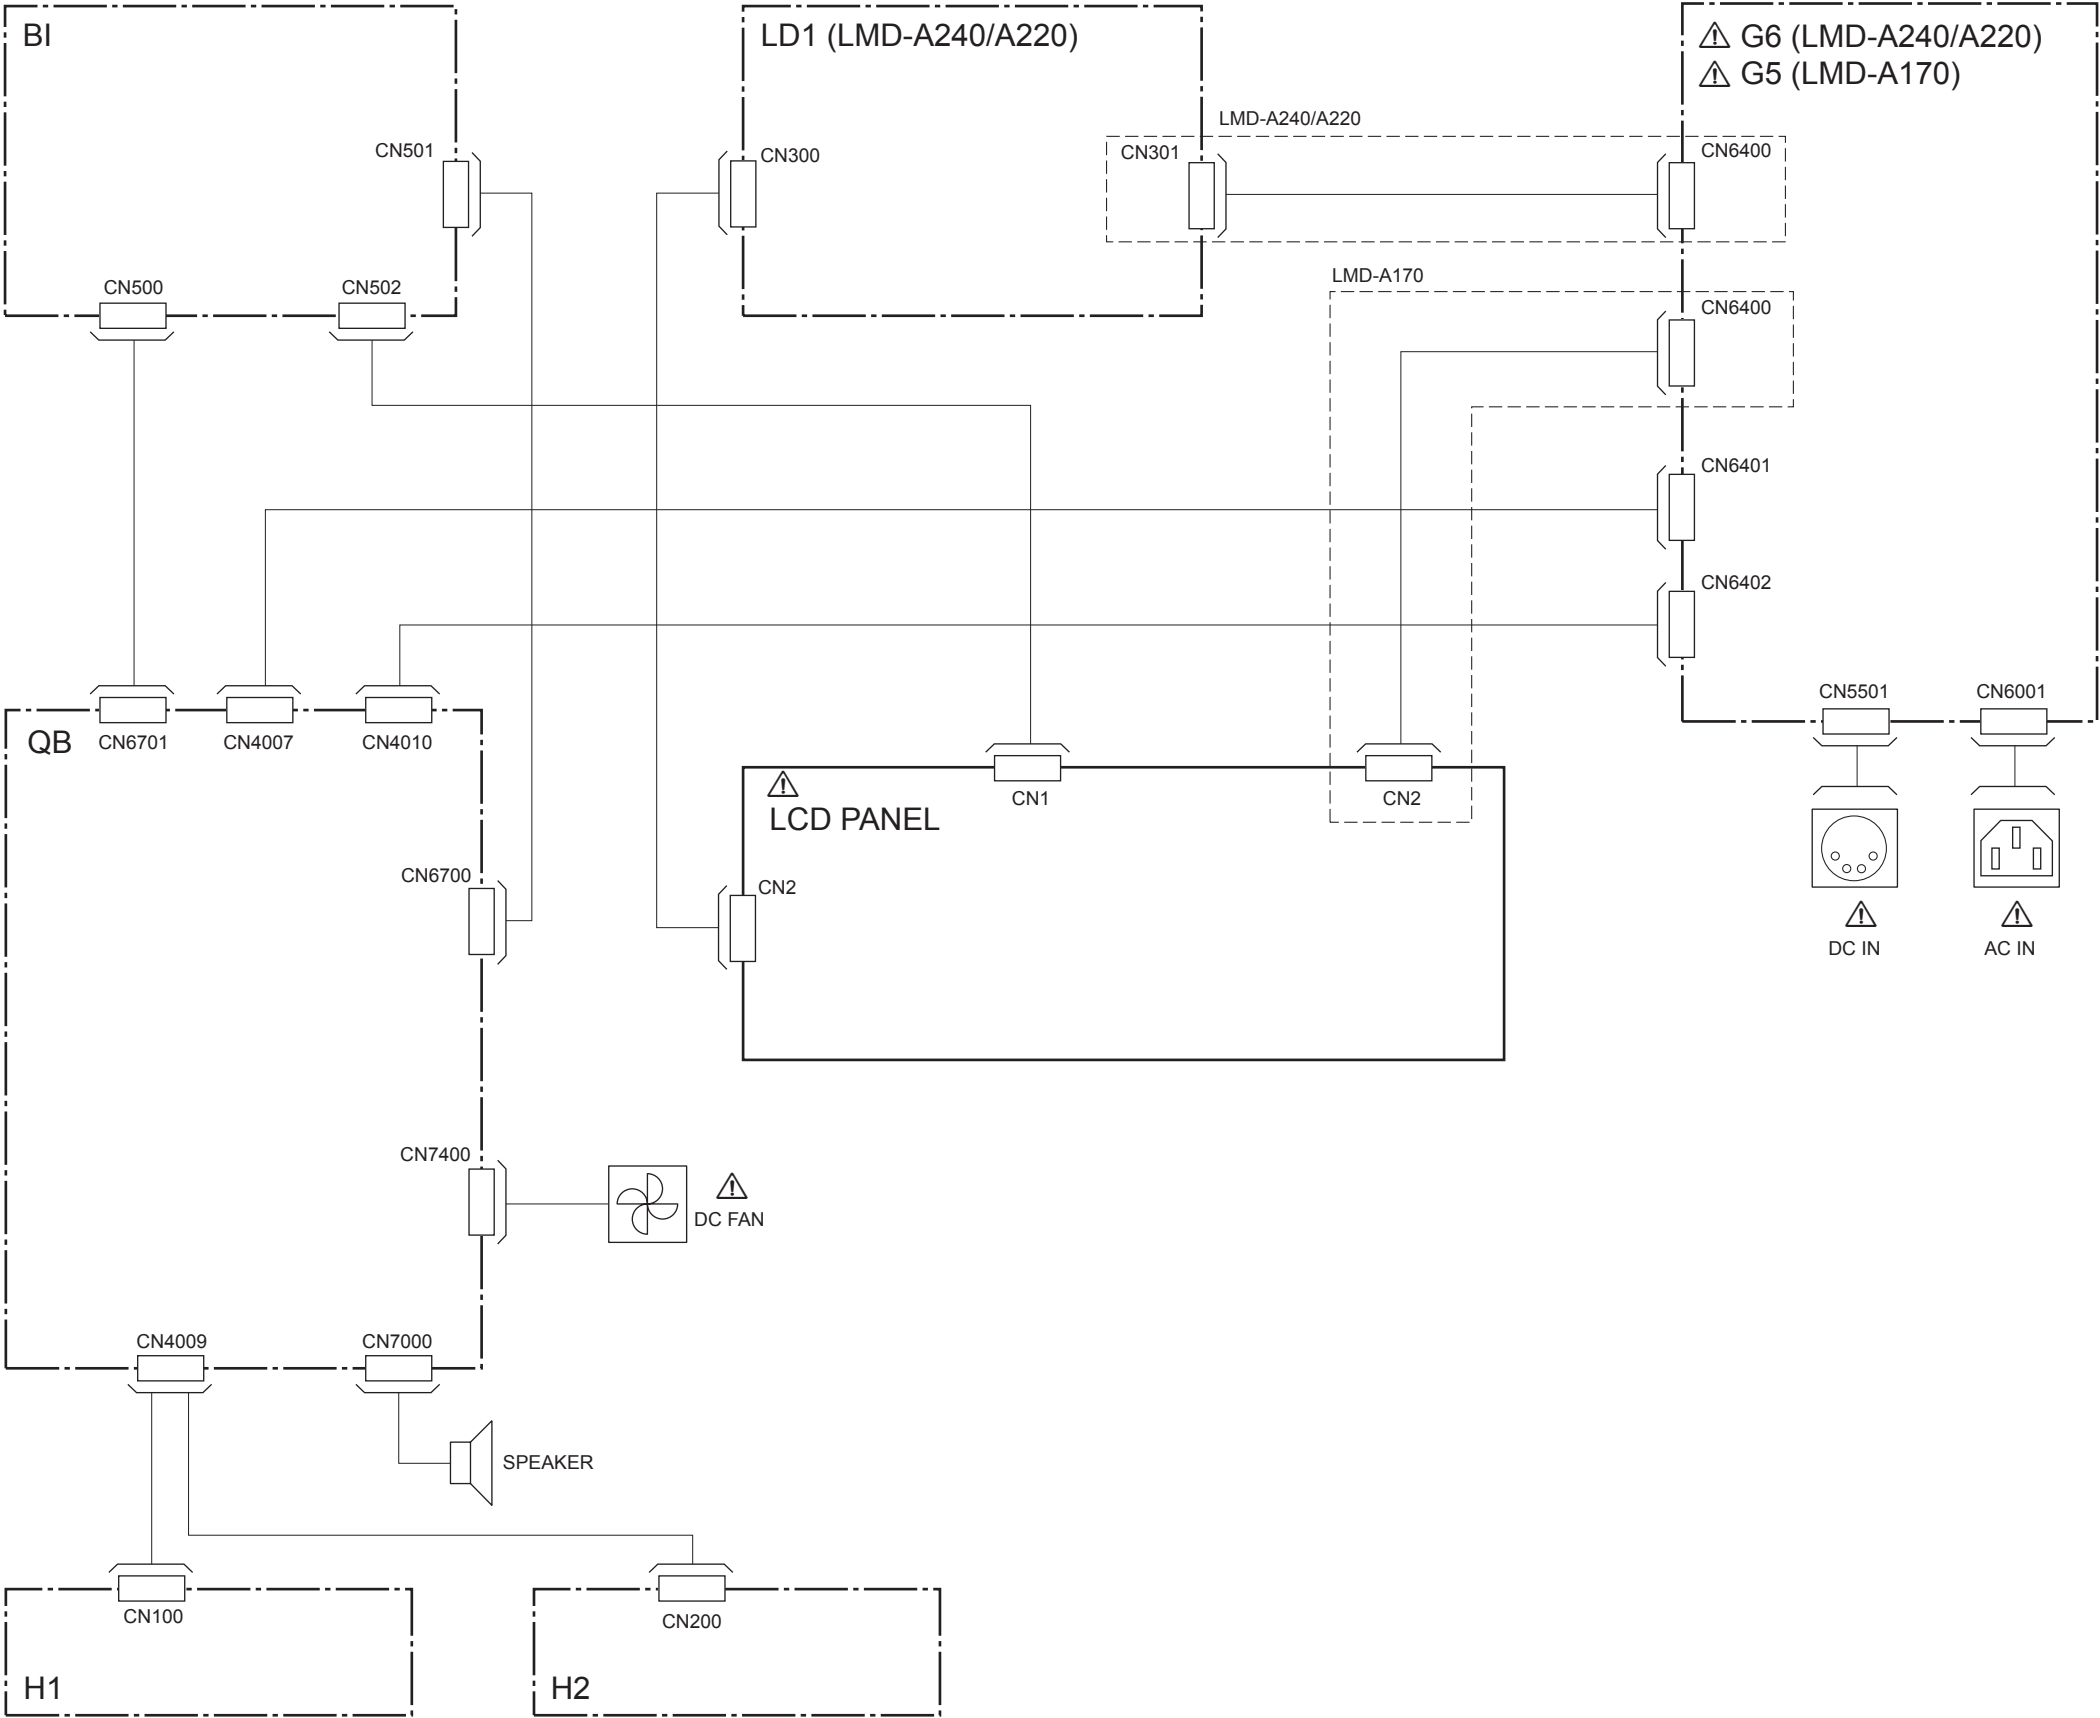 BI
LD1 (LMD-A240/A220)
G6 (LMD-A240/A220)
G5 (LMD-A170)
LMD-A240/A220
CN501
CN300
CN301
CN6400
LMD-A170
CN500
CN502
CN6400
CN6401
CN6402
CN5501
CN6001
QB
CN6701
CN4007
CN4010
LCD PANEL
CN1
CN2
CN6700
CN2
DC IN
AC IN
CN7400
DC FAN
CN4009
CN7000
SPEAKER
CN100
CN200
H1
H2